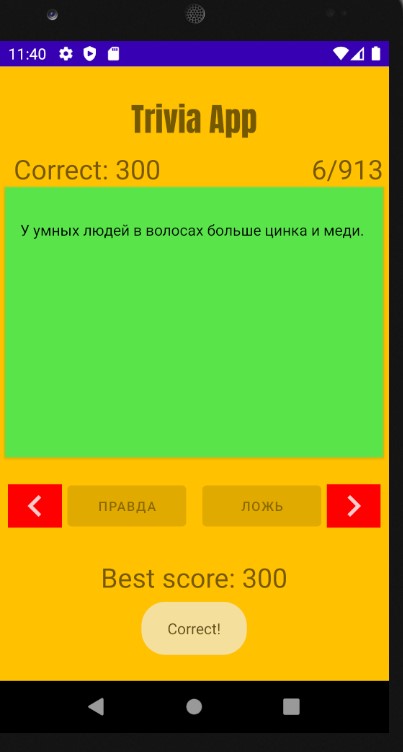 11:40
Trivia App
Correct: 300
6/913
У умных людей в волосах больше цинка и меди.
ПРАВДА
ЛОЖЬ
Best score: 300
Correct!